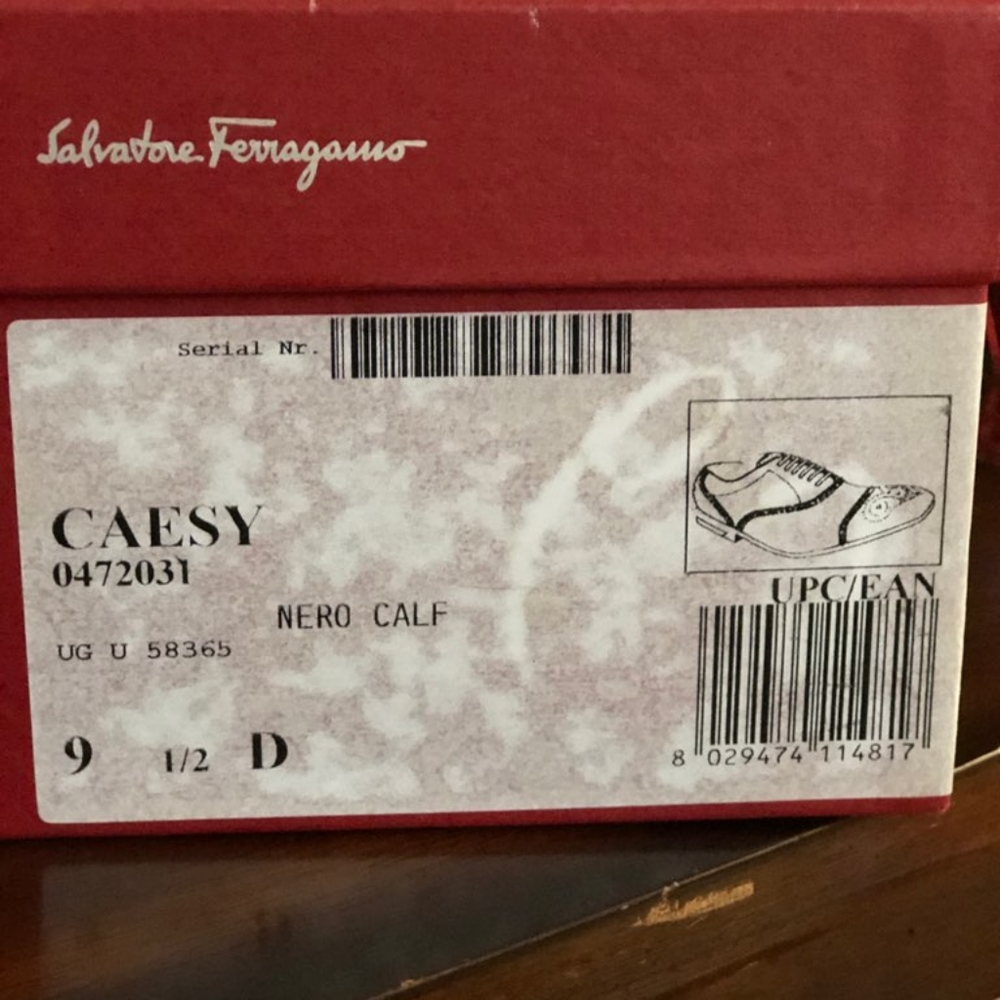 Salvatore Ferragamo
Serial Nr.
CAESY
0472031
NERO CALF
UG U 58365
9 1/2 D
UPC/EAN
8 029474 114817